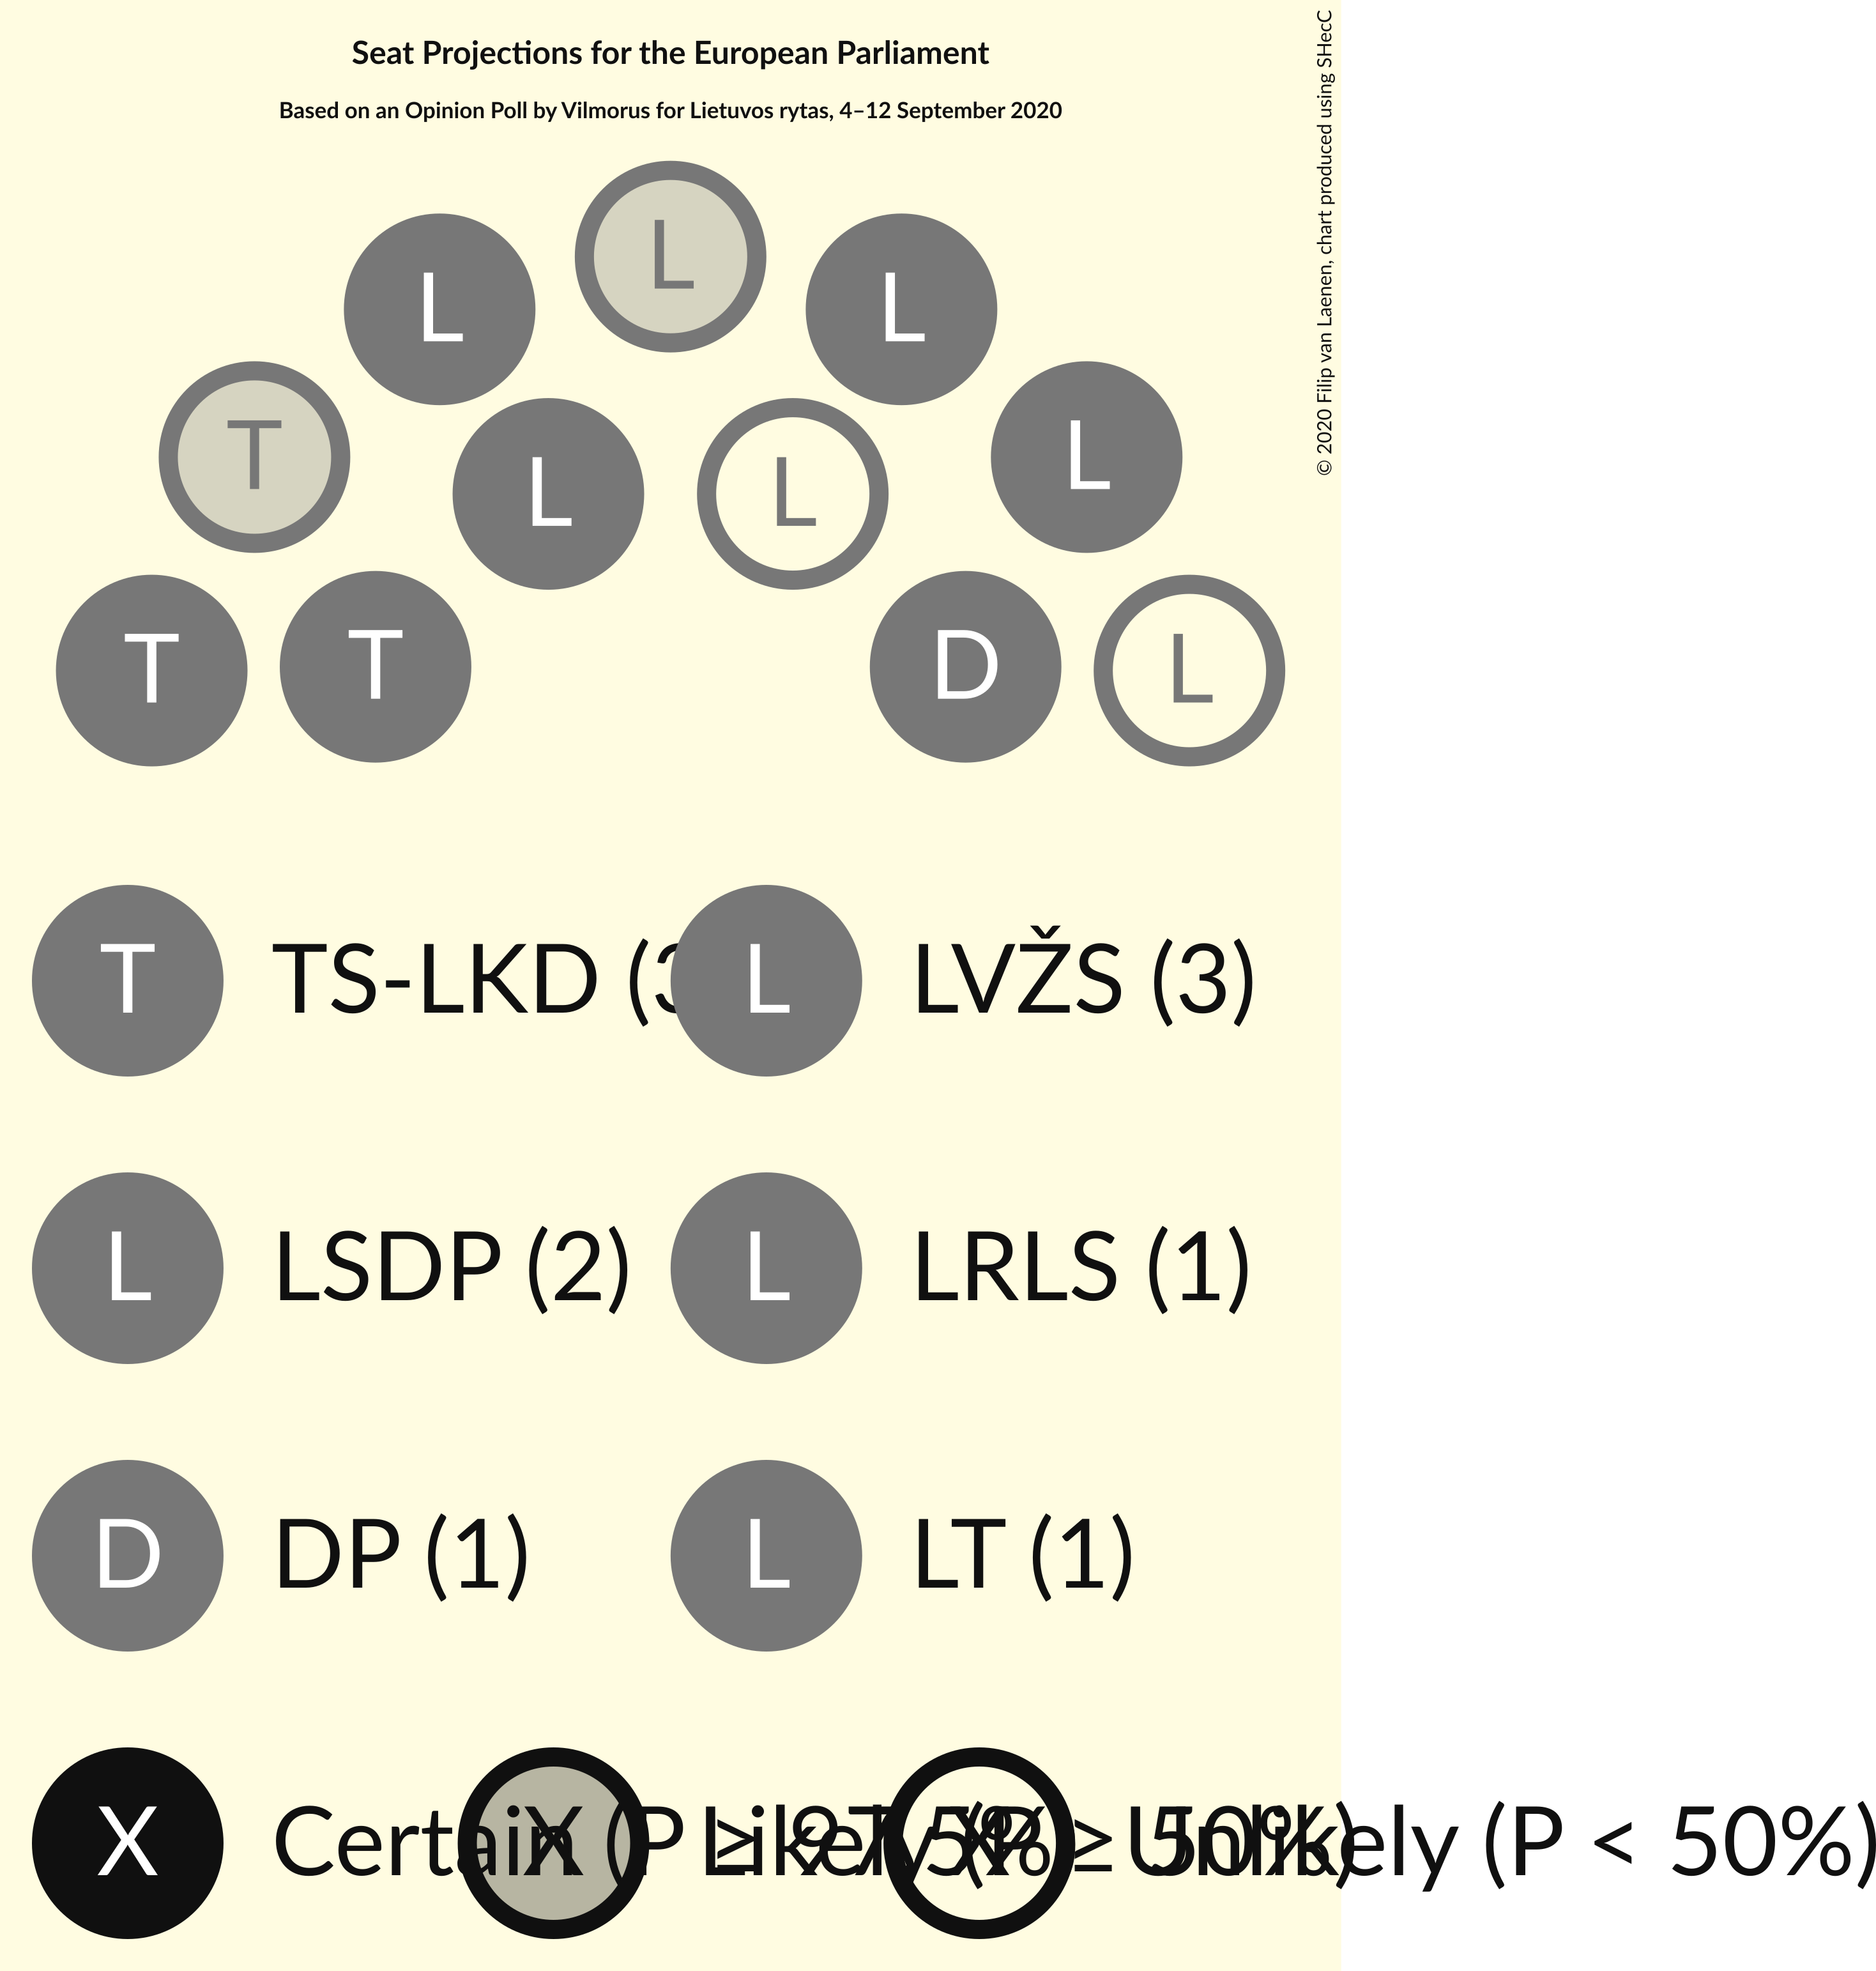 Seat Projections for the European Parliament
Based on an Opinion Poll by Vilmorus for Lietuvos rytas, 4–12 September 2020
© 2020 Filip van Laenen, chart produced using SHecC
L
L
L
T
L
L
L
T
T
D
L
T TS-LKD (3
L LVŽS (3)
L LSDP (2)
L LRLS (1)
D DP (1)
L LT (1)
X Certain (P ≥
X Likely (P ≥ 50%)
X Unlikely (P < 50%)